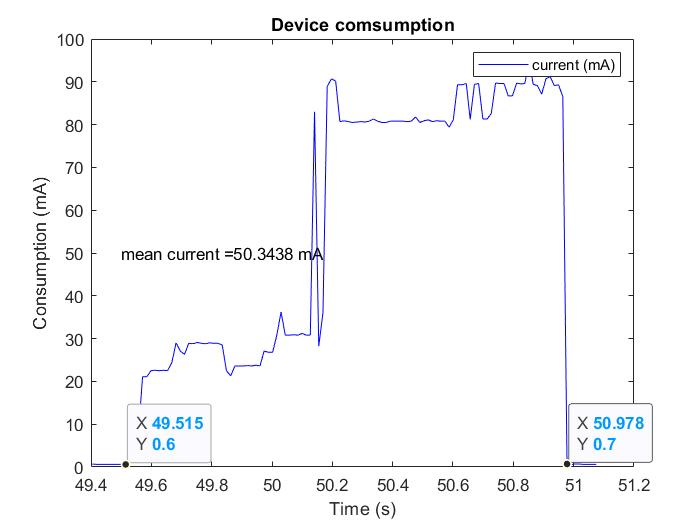 Device comsumption
current (mA)
100
90
80
70
60
50
40
30
20
10
0
Consumption (mA)
mean current =50.3438 mA
X 49.515
Y 0.6
X 50.978
Y 0.7
49.4 49.6 49.8 50 50.2 50.4 50.6 50.8 51 51.2
Time (s)